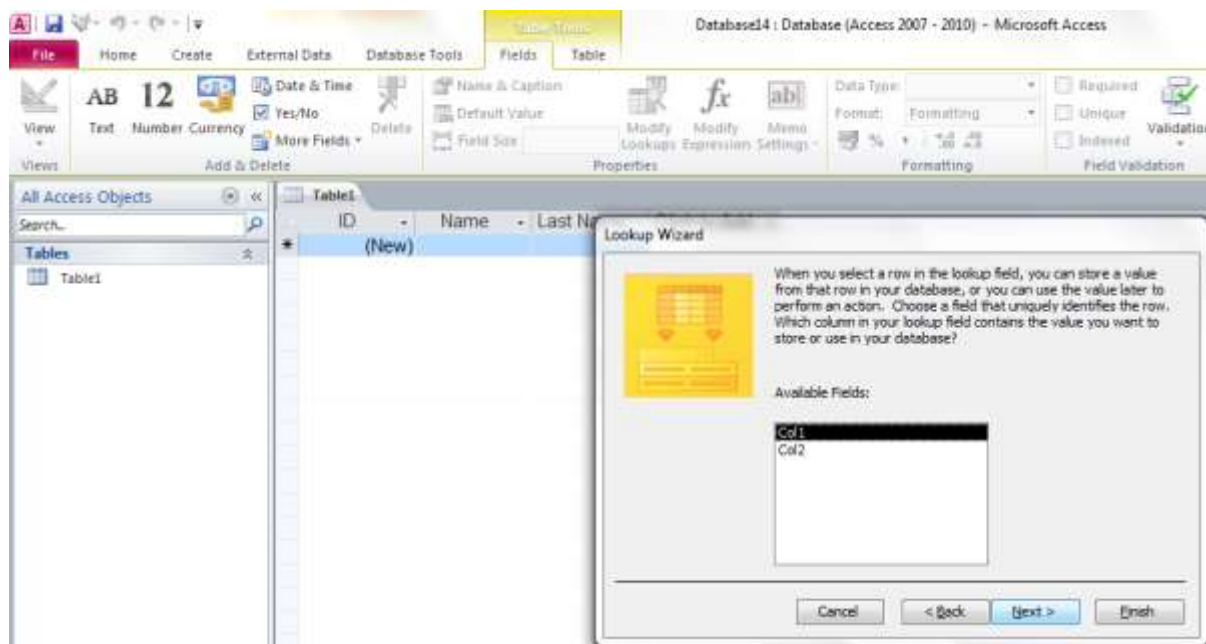 Table Tools
Database14 : Database (Access 2007 - 2010) - Microsoft Access
File Home Create External Data Database Tools Fields Table
AB 12
View Text Number Currency
Date & Time
Yes/No
More Fields
Delete
Name & Caption
Default Value
Field Size
Modify Lookups
fx
Modify Expression
ab|
Memo Settings
Data Type:
Format: Formatting
%
Required
Unique
Indexed
Validation
Views Add & Delete Properties Formatting Field Validation
All Access Objects
Search...
Tables
Table1
Table1
ID Name Last Na
* (New)
Lookup Wizard
When you select a row in the lookup field, you can store a value
from that row in your database, or you can use the value later to
perform an action. Choose a field that uniquely identifies the row.
Which column in your lookup field contains the value you want to
store or use in your database?
Available Fields:
Col1
Col2
Cancel < Back Next > Finish